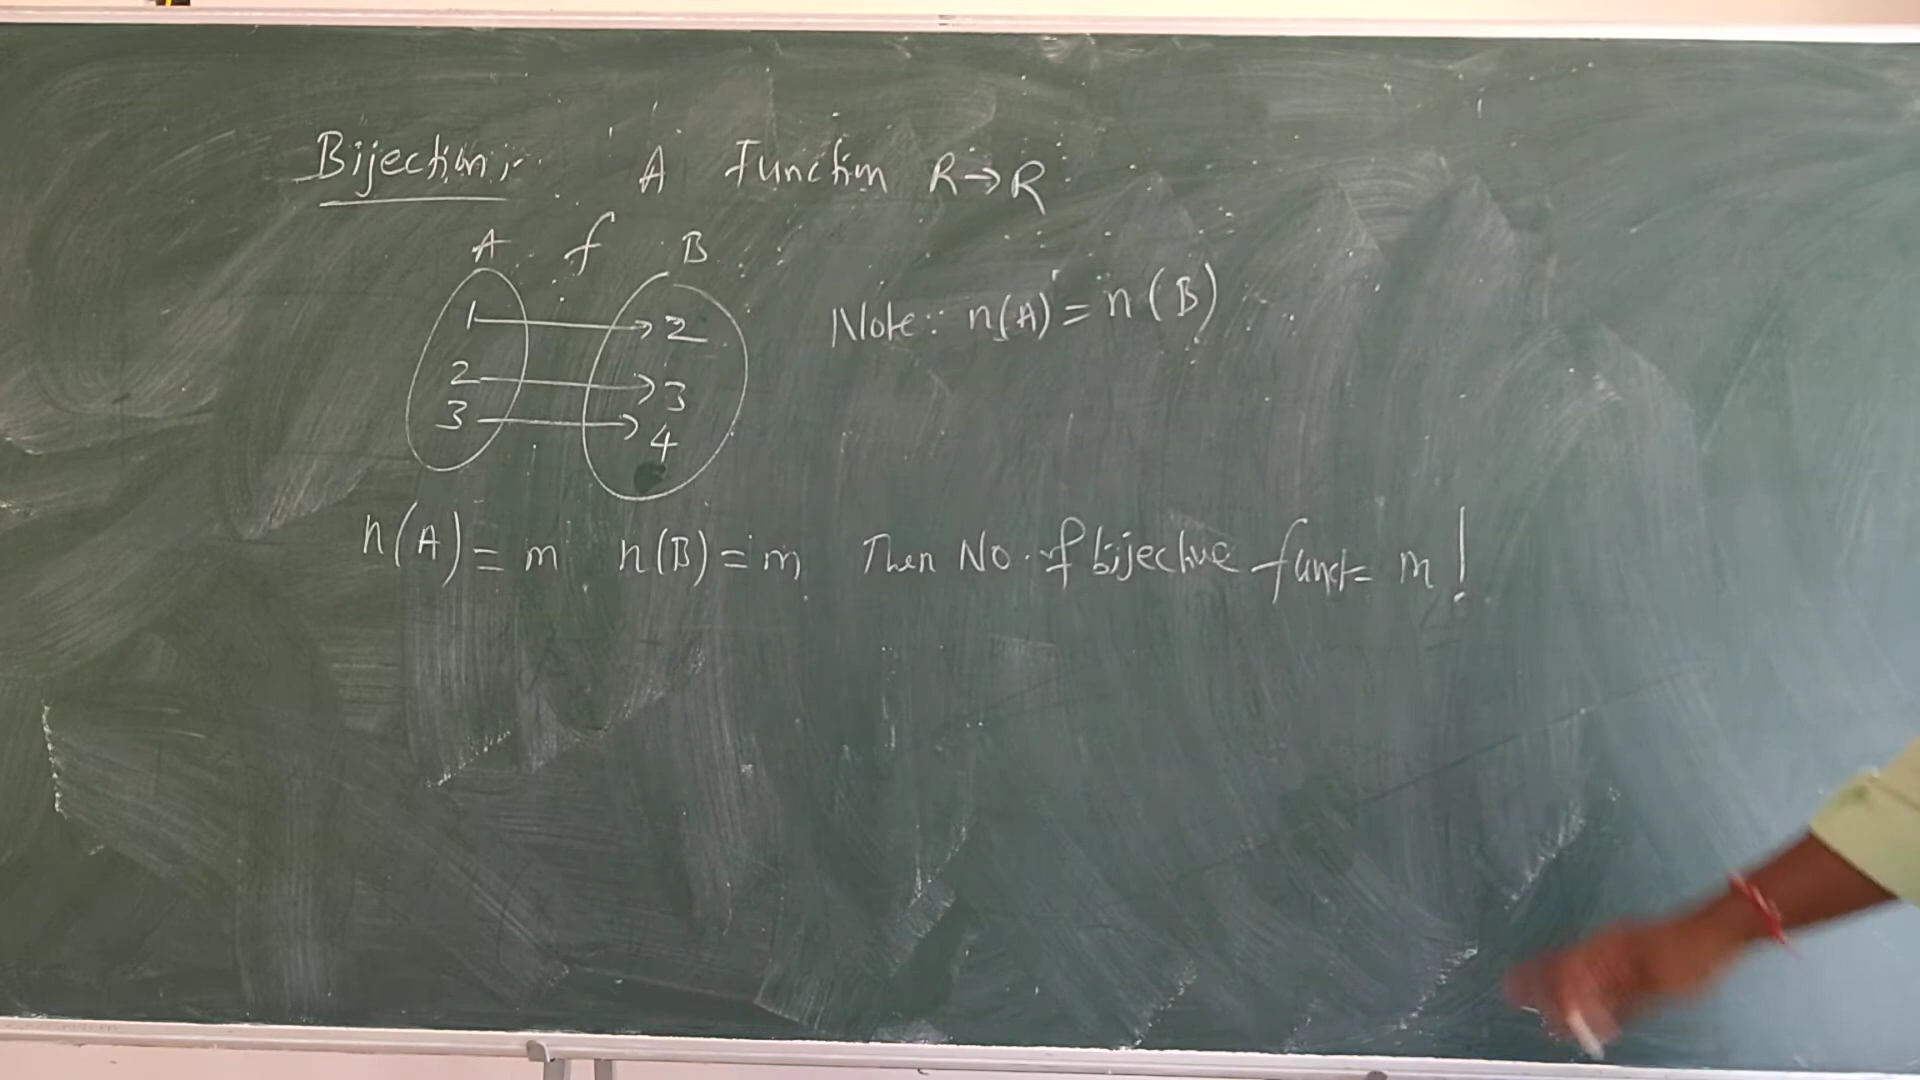 Bijection:- A Function R→R
A f B
1 → 2
2 → 3
3 → 4
Note: n(A) = n(B)
n(A) = m n(B) = m Then No. of bijective funct = m!